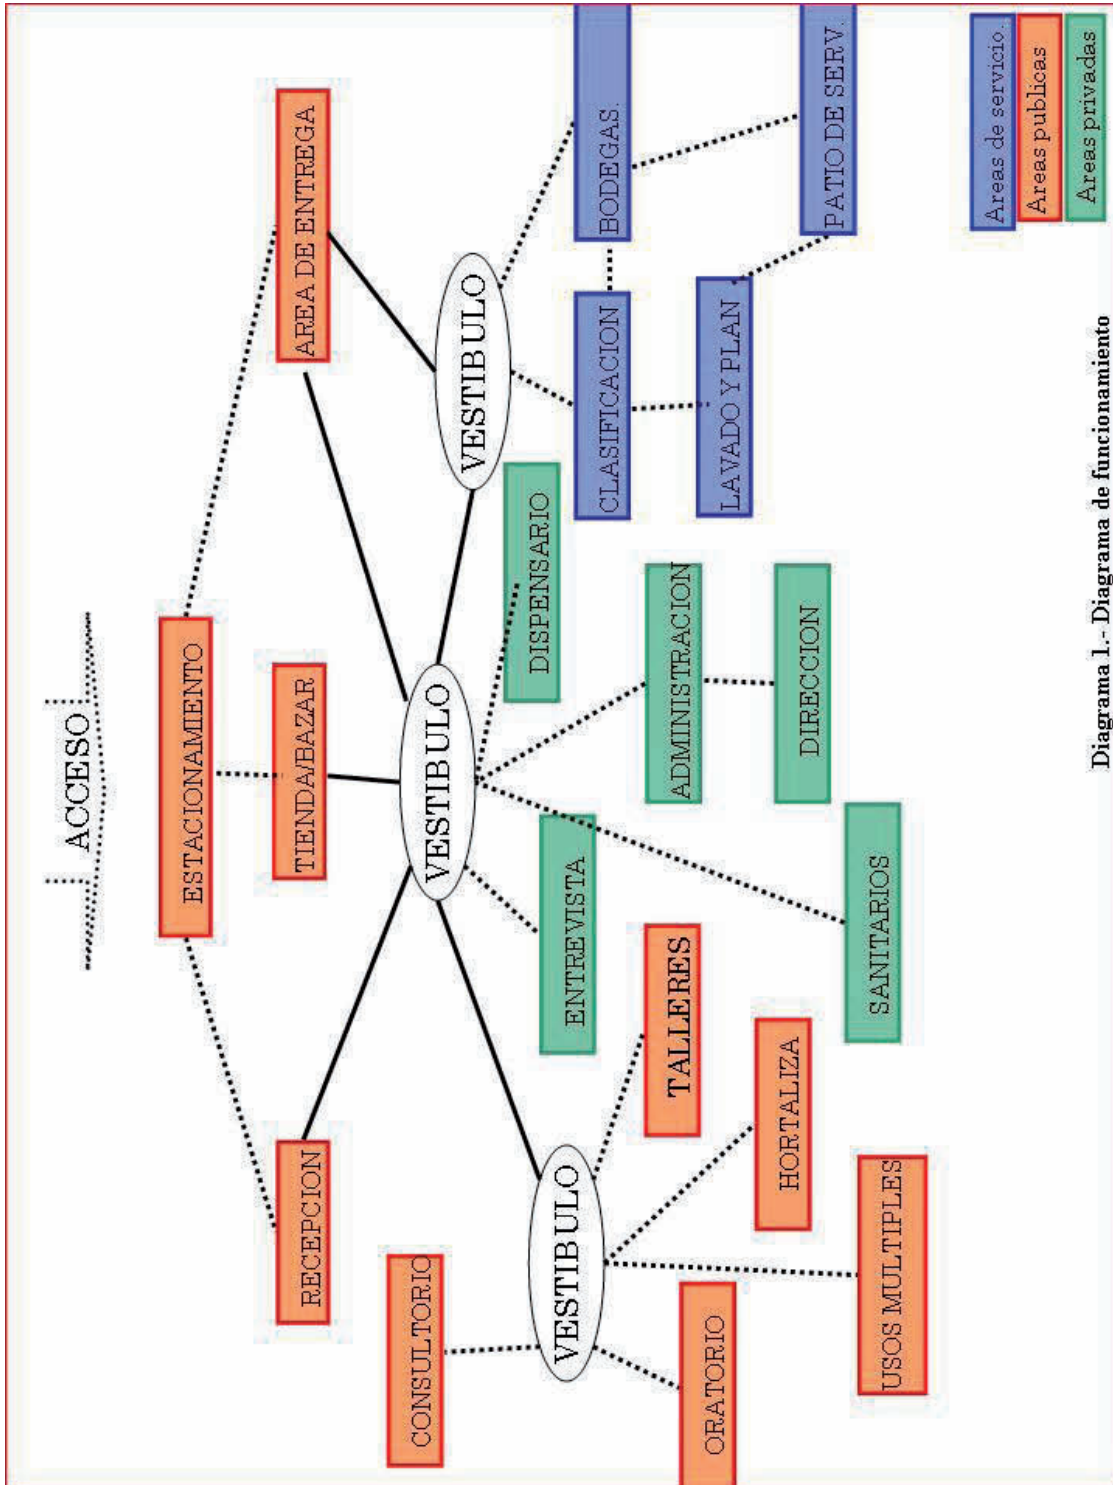 ACCESO
ESTACIONAMIENTO
RECEPCION
TIENDA/BAZAR
AREA DE ENTREGA
CONSULTORIO
VESTIBULO
VESTIBULO
VESTIBULO
DISPENSARIO
ENTREVISTA
CLASIFICACION
BODEGAS.
ORATORIO
TALLERES
ADMINISTRACION
LAVADO Y PLAN
HORTALIZA
DIRECCION
PATIO DE SERV.
USOS MULTIPLES
SANITARIOS
Areas de servicio.
Areas publicas
Areas privadas
Diagrama 1.- Diagrama de funcionamiento